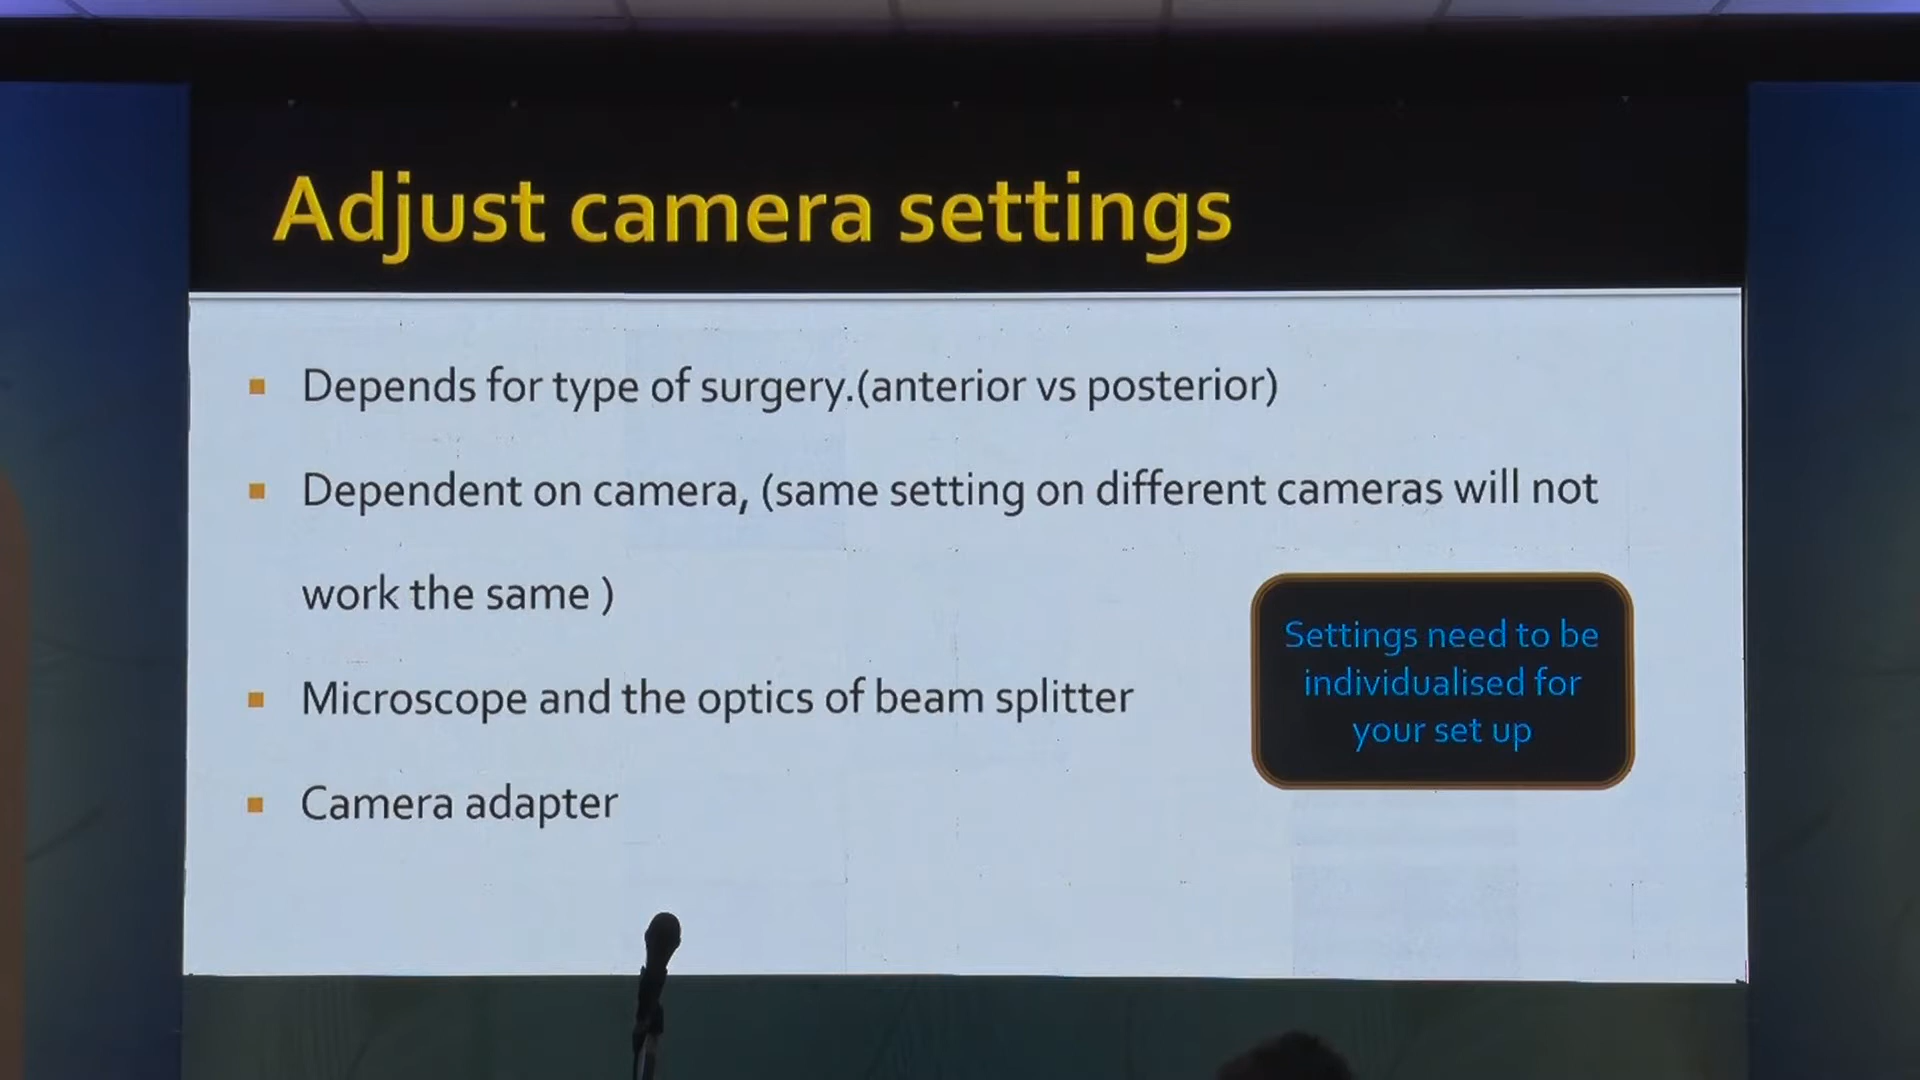 Adjust camera settings
Depends for type of surgery.(anterior vs posterior)
Dependent on camera, (same setting on different cameras will not
work the same )
Microscope and the optics of beam splitter
Camera adapter
Settings need to be
individualised for
your set up